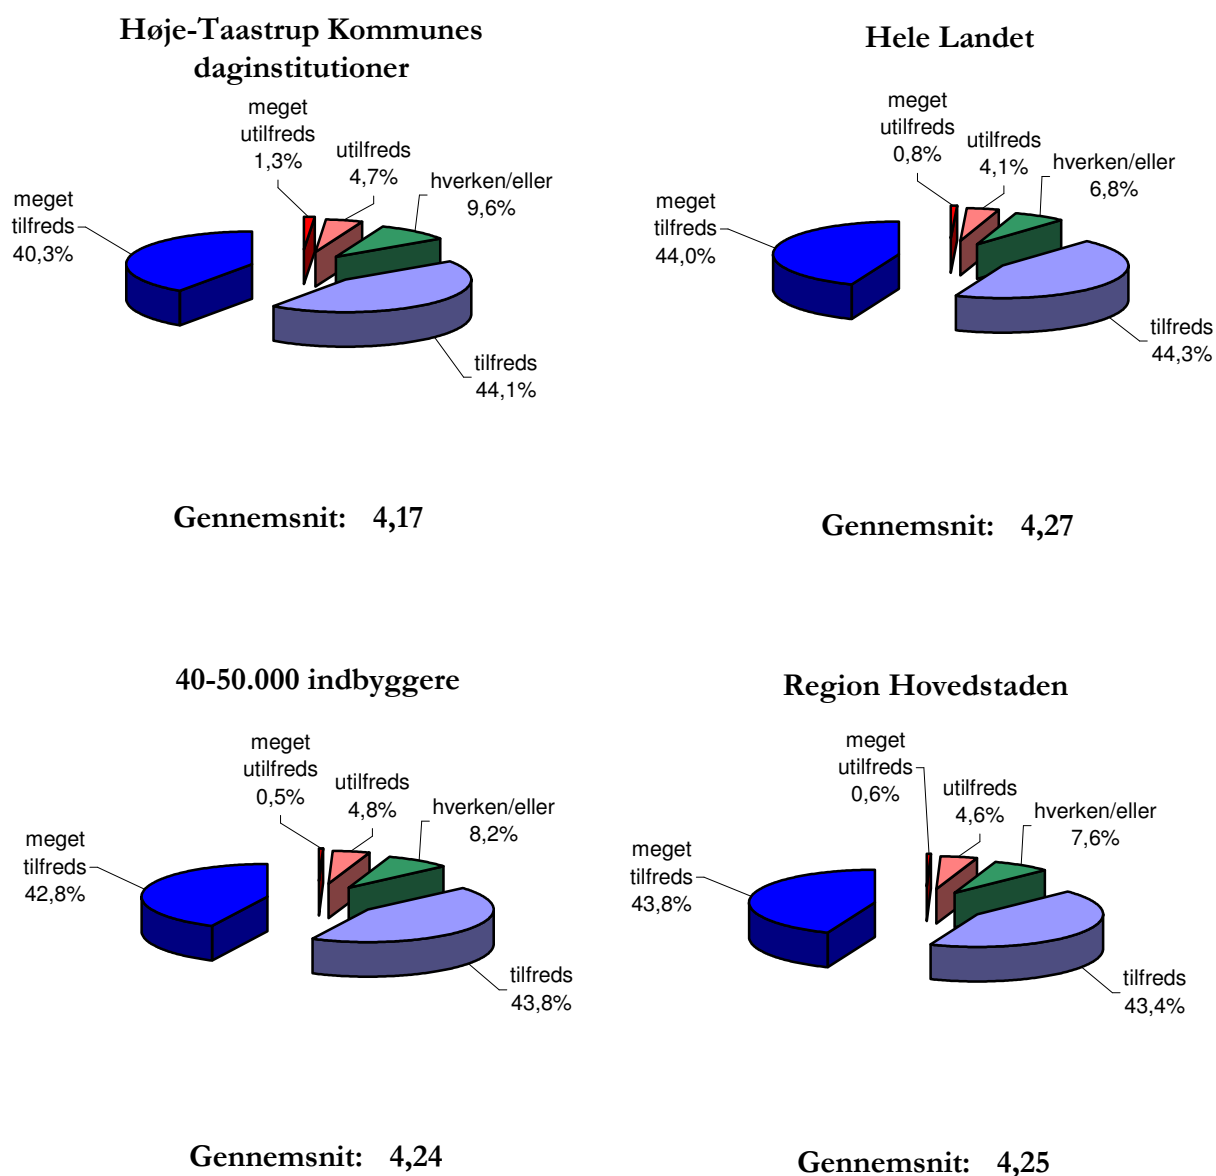 Høje-Taastrup Kommunes
daginstitutioner
meget
utilfreds
1,3%
utilfreds
4,7%
hverken/eller
9,6%
meget
tilfreds
40,3%
tilfreds
44,1%
Gennemsnit: 4,17
Hele Landet
meget
utilfreds
0,8%
utilfreds
4,1%
hverken/eller
6,8%
meget
tilfreds
44,0%
tilfreds
44,3%
Gennemsnit: 4,27
40-50.000 indbyggere
meget
utilfreds
0,5%
utilfreds
4,8%
hverken/eller
8,2%
meget
tilfreds
42,8%
tilfreds
43,8%
Gennemsnit: 4,24
Region Hovedstaden
meget
utilfreds
0,6%
utilfreds
4,6%
hverken/eller
7,6%
meget
tilfreds
43,8%
tilfreds
43,4%
Gennemsnit: 4,25